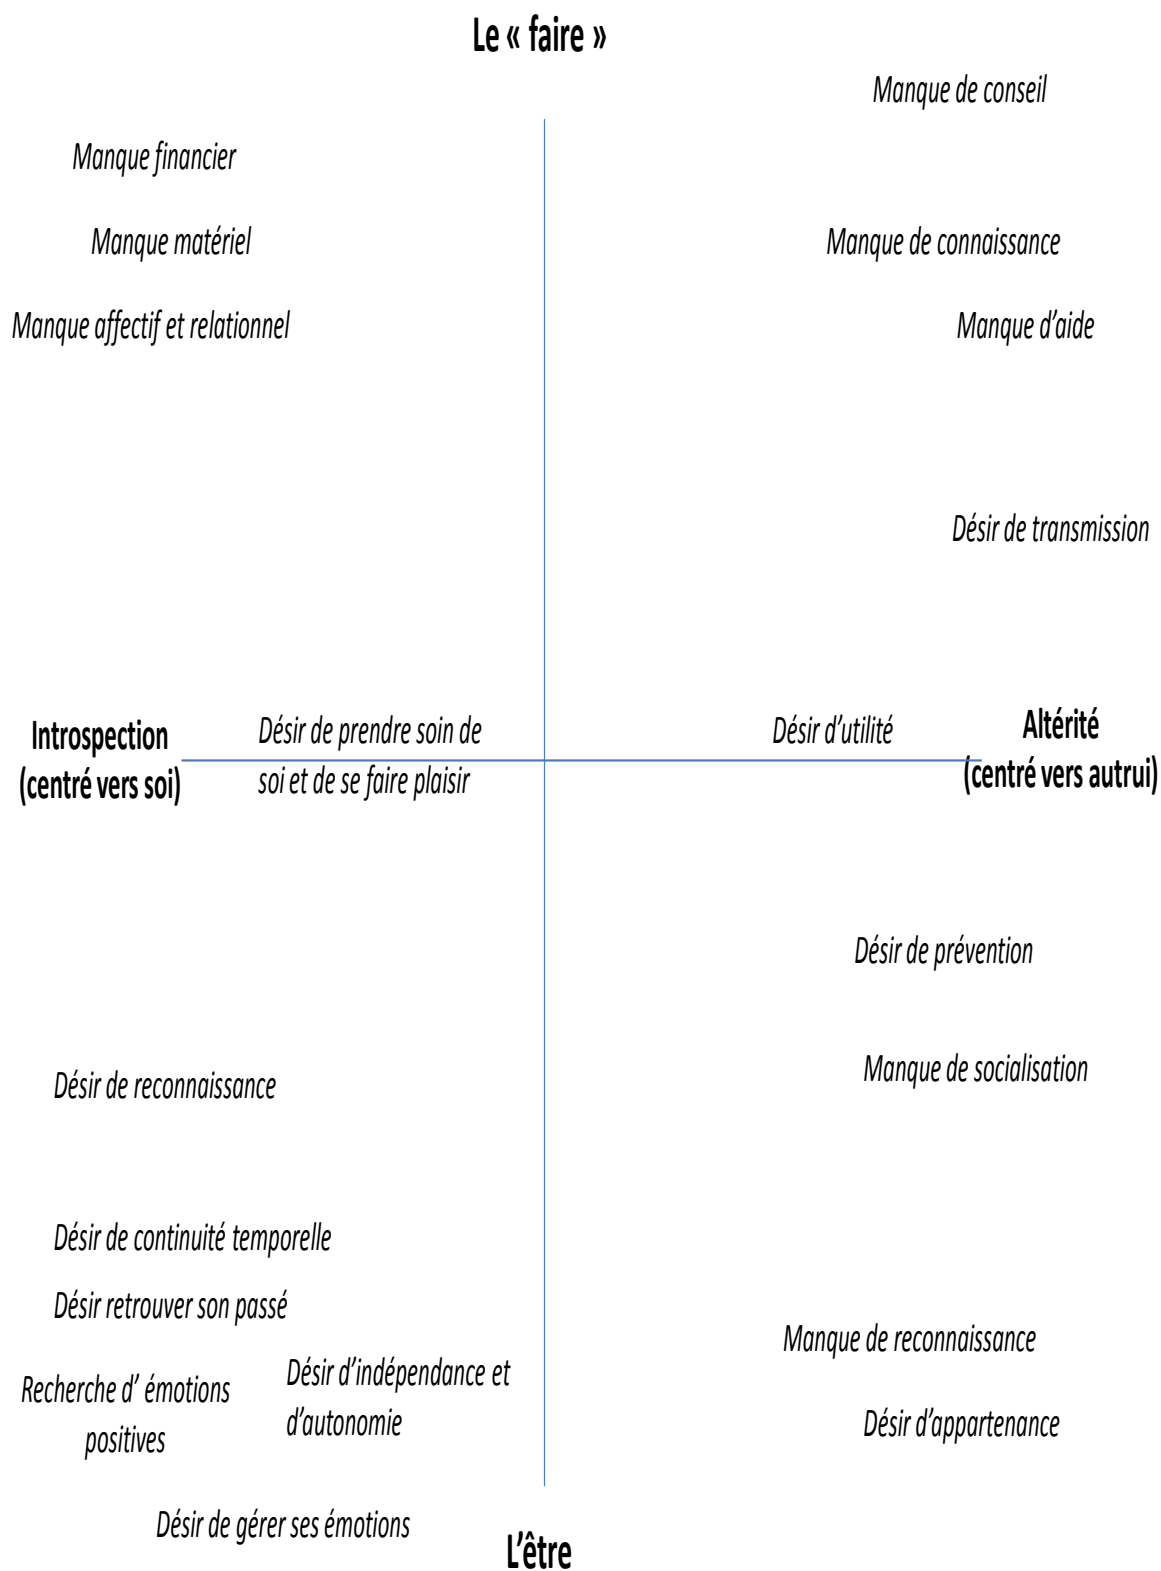 Le « faire »
Manque de conseil
Manque financier
Manque matériel
Manque de connaissance
Manque affectif et relationnel
Manque d’aide
Désir de transmission
Introspection
(centré vers soi)
Désir de prendre soin de
soi et de se faire plaisir
Désir d’utilité
Altérité
(centré vers autrui)
Désir de prévention
Manque de socialisation
Désir de reconnaissance
Désir de continuité temporelle
Désir retrouver son passé
Manque de reconnaissance
Recherche d’ émotions
positives
Désir d’indépendance et
d’autonomie
Désir d’appartenance
Désir de gérer ses émotions
L’être